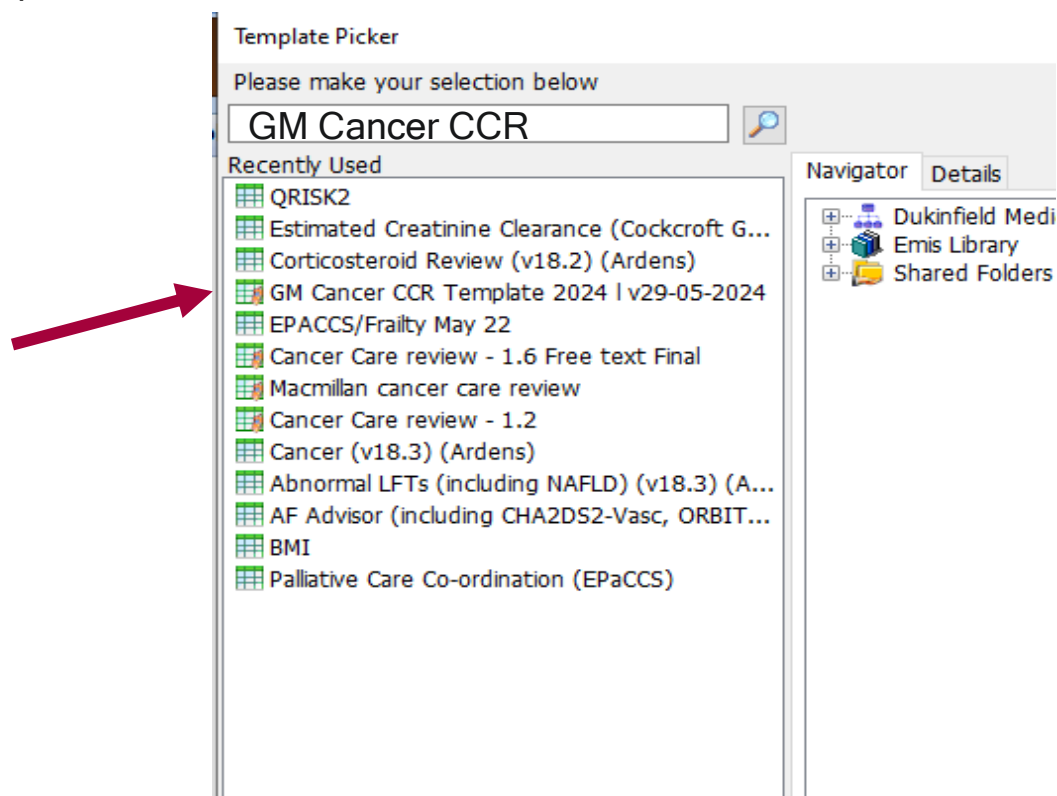 Template Picker
Please make your selection below
GM Cancer CCR
Recently Used
QRISK2
Estimated Creatinine Clearance (Cockcroft G...
Corticosteroid Review (v18.2) (Ardens)
GM Cancer CCR Template 2024 l v29-05-2024
EPACCS/Frailty May 22
Cancer Care review - 1.6 Free text Final
Macmillan cancer care review
Cancer Care review - 1.2
Cancer (v18.3) (Ardens)
Abnormal LFTs (including NAFLD) (v18.3) (A...
AF Advisor (including CHA2DS2-Vasc, ORBIT...
BMI
Palliative Care Co-ordination (EPaCCS)
Navigator Details
Dukinfield Medi
Emis Library
Shared Folders